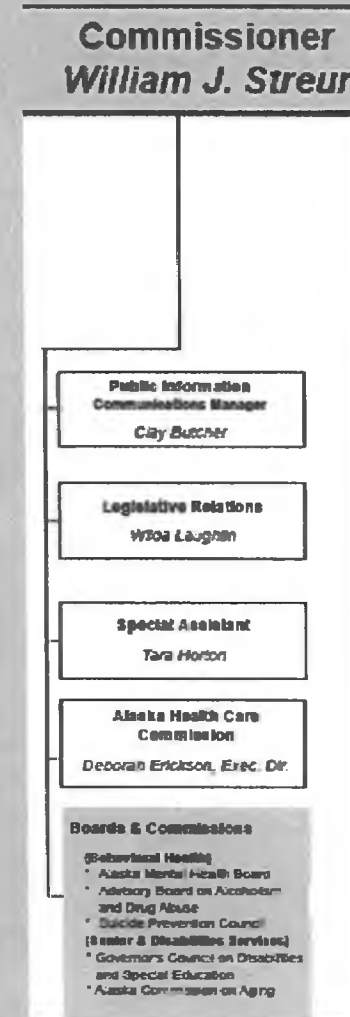 Commissioner
William J. Streur
Public Information
Communications Manager
Clay Butcher
Legislative Relations
Wilda Laughlin
Special Assistant
Tara Horton
Alaska Health Care
Commission
Deborah Erickson, Exec. Dir.
Boards & Commissions
(Behavioral Health)
* Alaska Mental Health Board
* Advisory Board on Alcoholism
and Drug Abuse
* Suicide Prevention Council
(Senior & Disabilities Services)
* Governor's Council on Disabilities
and Special Education
* Alaska Commission on Aging